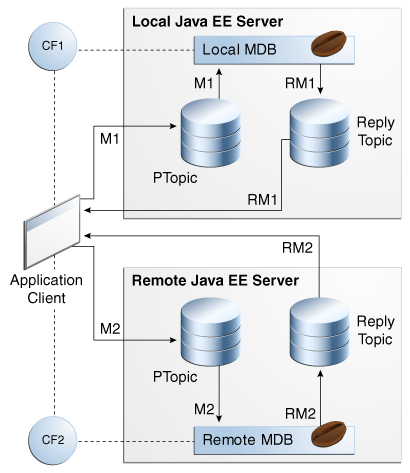 Local Java EE Server
CF1
Local MDB
M1
RM1
M1
Reply
Topic
PTopic
RM1
RM2
Application
Client
Remote Java EE Server
M2
Reply
Topic
PTopic
M2
RM2
CF2
Remote MDB